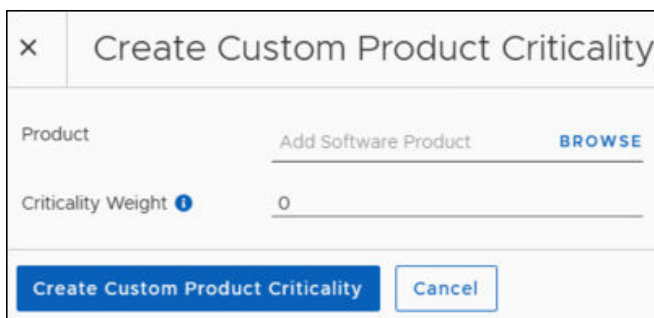 × Create Custom Product Criticality
Product Add Software Product BROWSE
Criticality Weight i 0
Create Custom Product Criticality Cancel